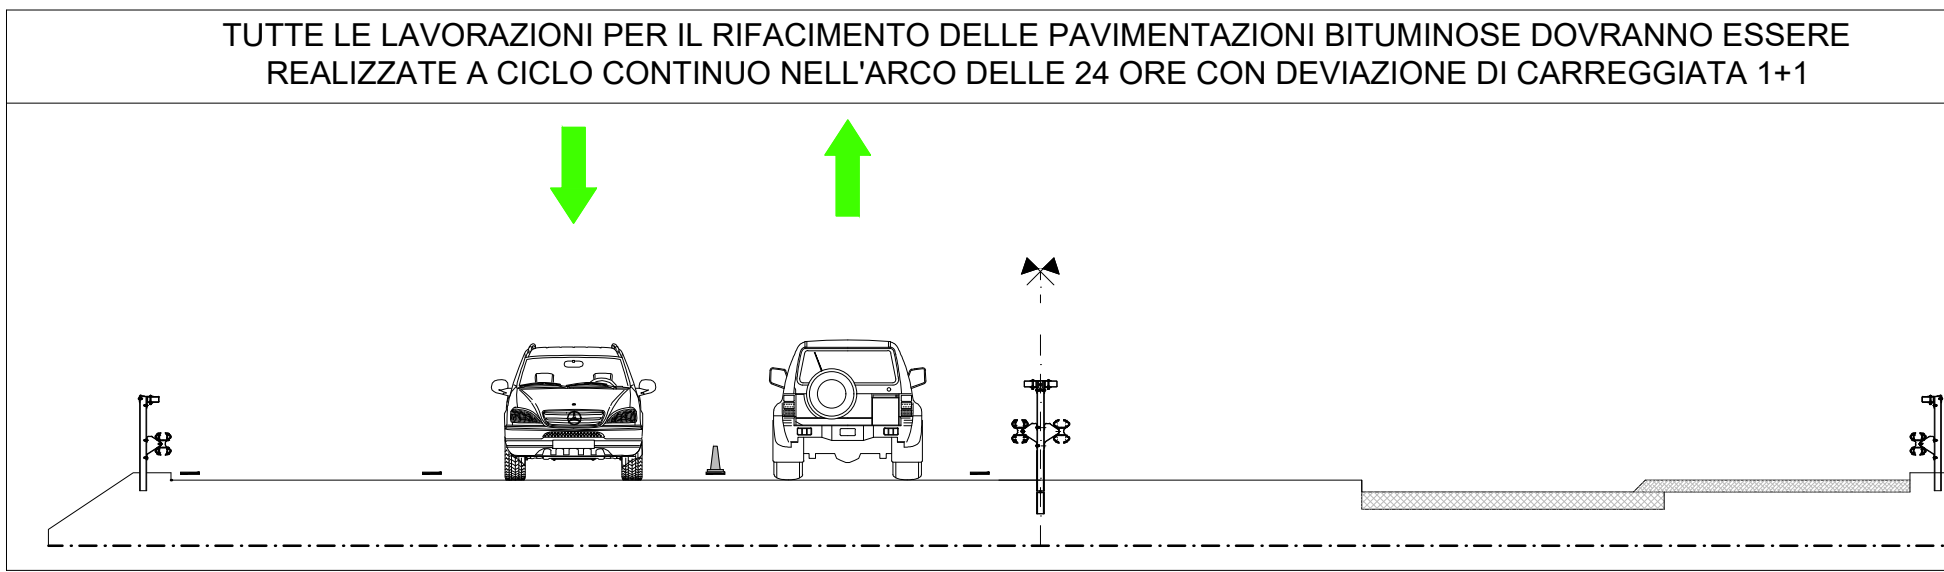 TUTTE LE LAVORAZIONI PER IL RIFACIMENTO DELLE PAVIMENTAZIONI BITUMINOSE DOVRANNO ESSERE
REALIZZATE A CICLO CONTINUO NELL'ARCO DELLE 24 ORE CON DEVIAZIONE DI CARREGGIATA 1+1